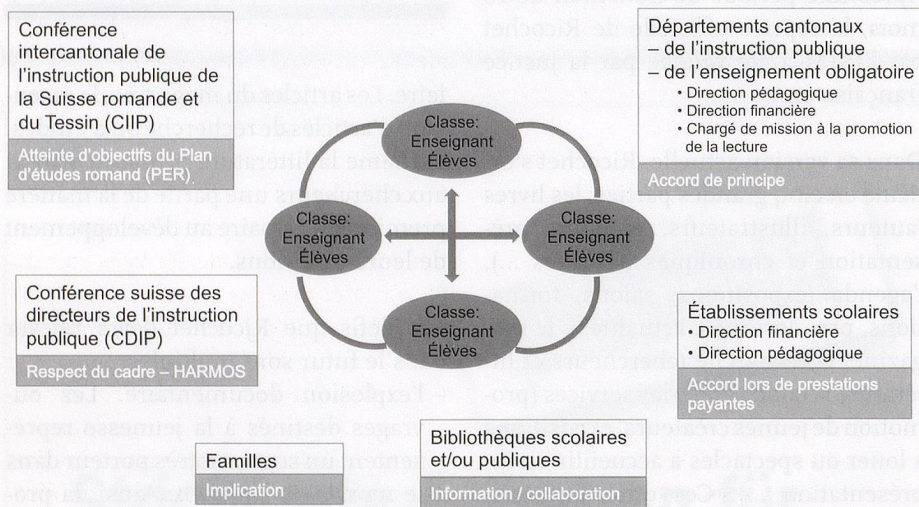 Conférence
intercantonale de
l'instruction publique de
la Suisse romande et
du Tessin (CIIP)
Atteinte d'objectifs du Plan
d'études romand (PER),
Départements cantonaux
– de l'instruction publique
– de l'enseignement obligatoire
• Direction pédagogique
• Direction financière
• Chargé de mission à la promotion
de la lecture
Accord de principe
Classe:
Enseignant
Élèves
Classe:
Enseignant
Élèves
Classe:
Enseignant
Élèves
Classe:
Enseignant
Élèves
Conférence suisse des
directeurs de l'instruction
publique (CDIP)
Respect du cadre – HARMOS
Établissements scolaires
• Direction financière
• Direction pédagogique
Accord lors de prestations
payantes
Familles
Implication
Bibliothèques scolaires
et/ou publiques
Information / collaboration